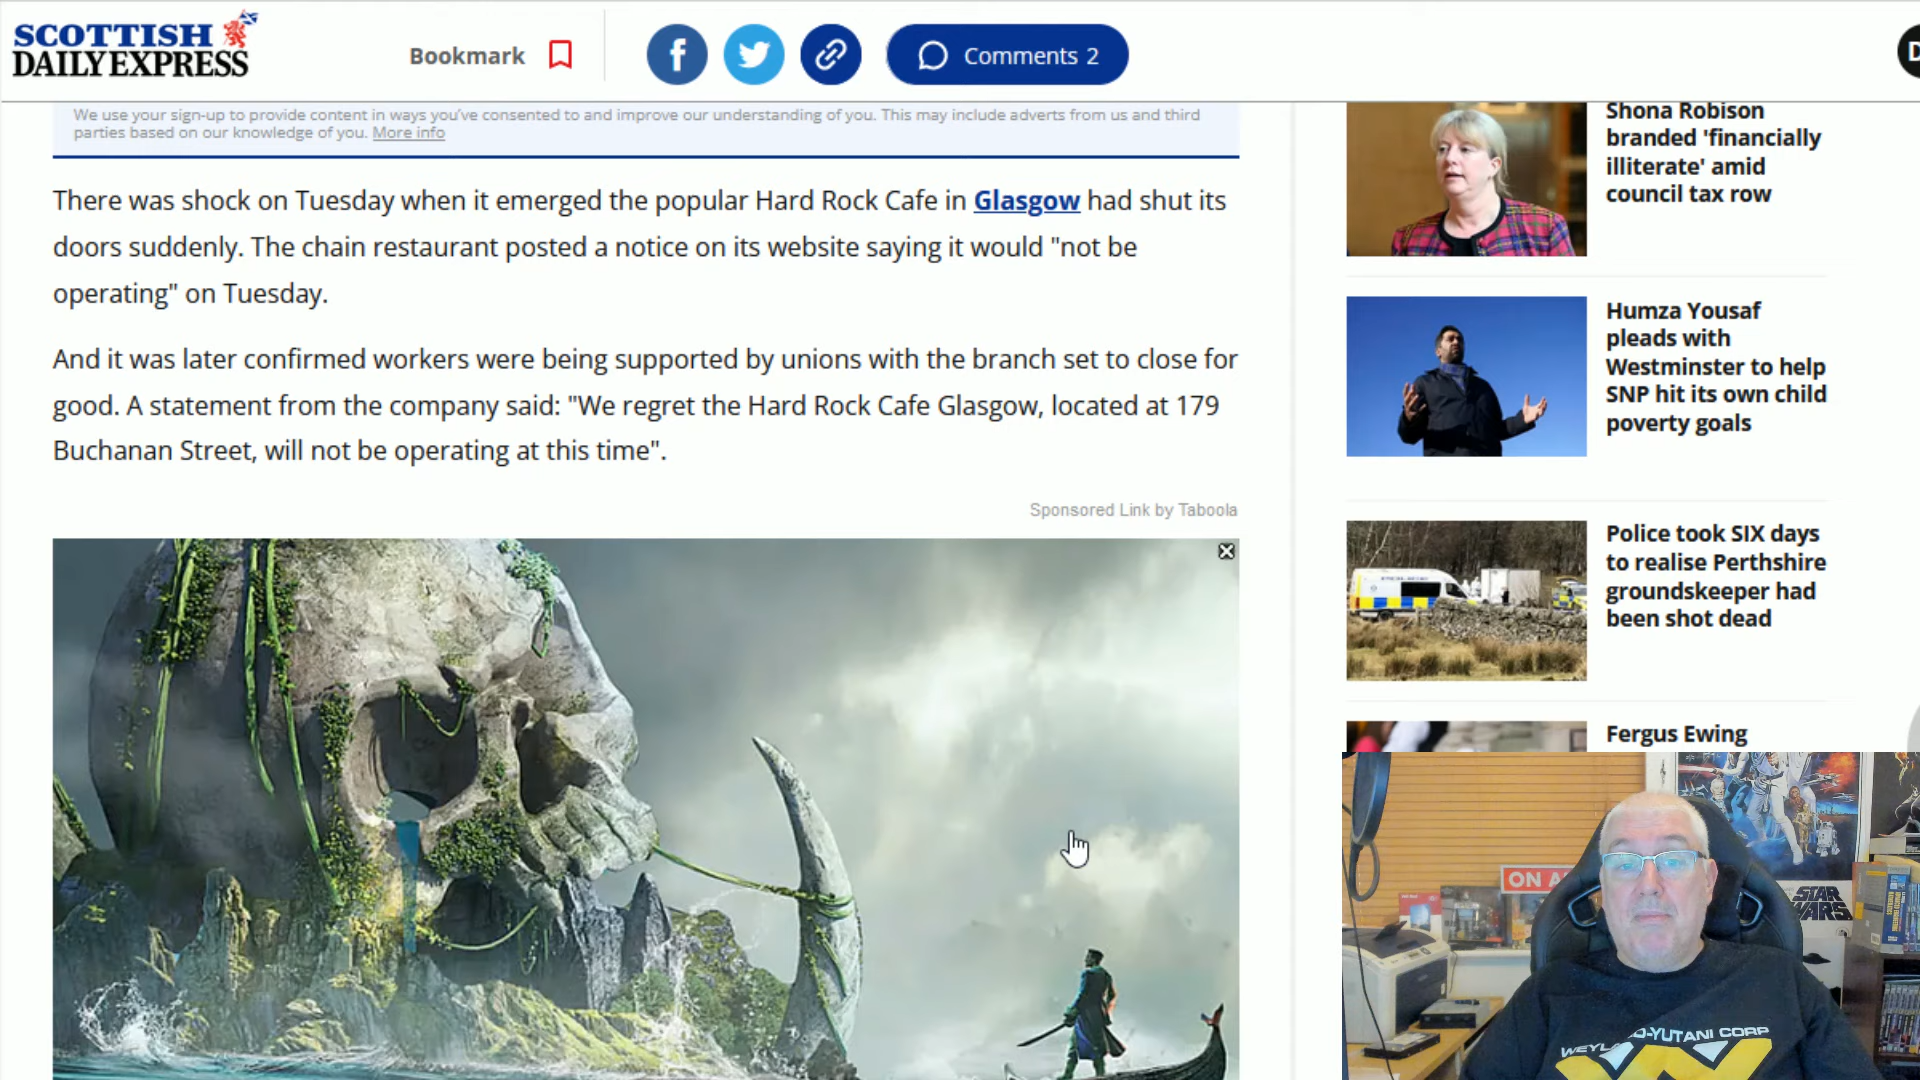 SCOTTISH
DAILY EXPRESS
Bookmark
Comments 2
D
We use your sign-up to provide content in ways you've consented to and improve our understanding of you. This may include adverts from us and third
parties based on our knowledge of you. More info
There was shock on Tuesday when it emerged the popular Hard Rock Cafe in Glasgow had shut its
doors suddenly. The chain restaurant posted a notice on its website saying it would "not be
operating" on Tuesday.
And it was later confirmed workers were being supported by unions with the branch set to close for
good. A statement from the company said: "We regret the Hard Rock Cafe Glasgow, located at 179
Buchanan Street, will not be operating at this time".
Sponsored Link by Taboola
Shona Robison
branded 'financially
illiterate' amid
council tax row
Humza Yousaf
pleads with
Westminster to help
SNP hit its own child
poverty goals
Police took SIX days
to realise Perthshire
groundskeeper had
been shot dead
Fergus Ewing
ON A
STAR
WARS
WEYL
O-YUTANI CORP